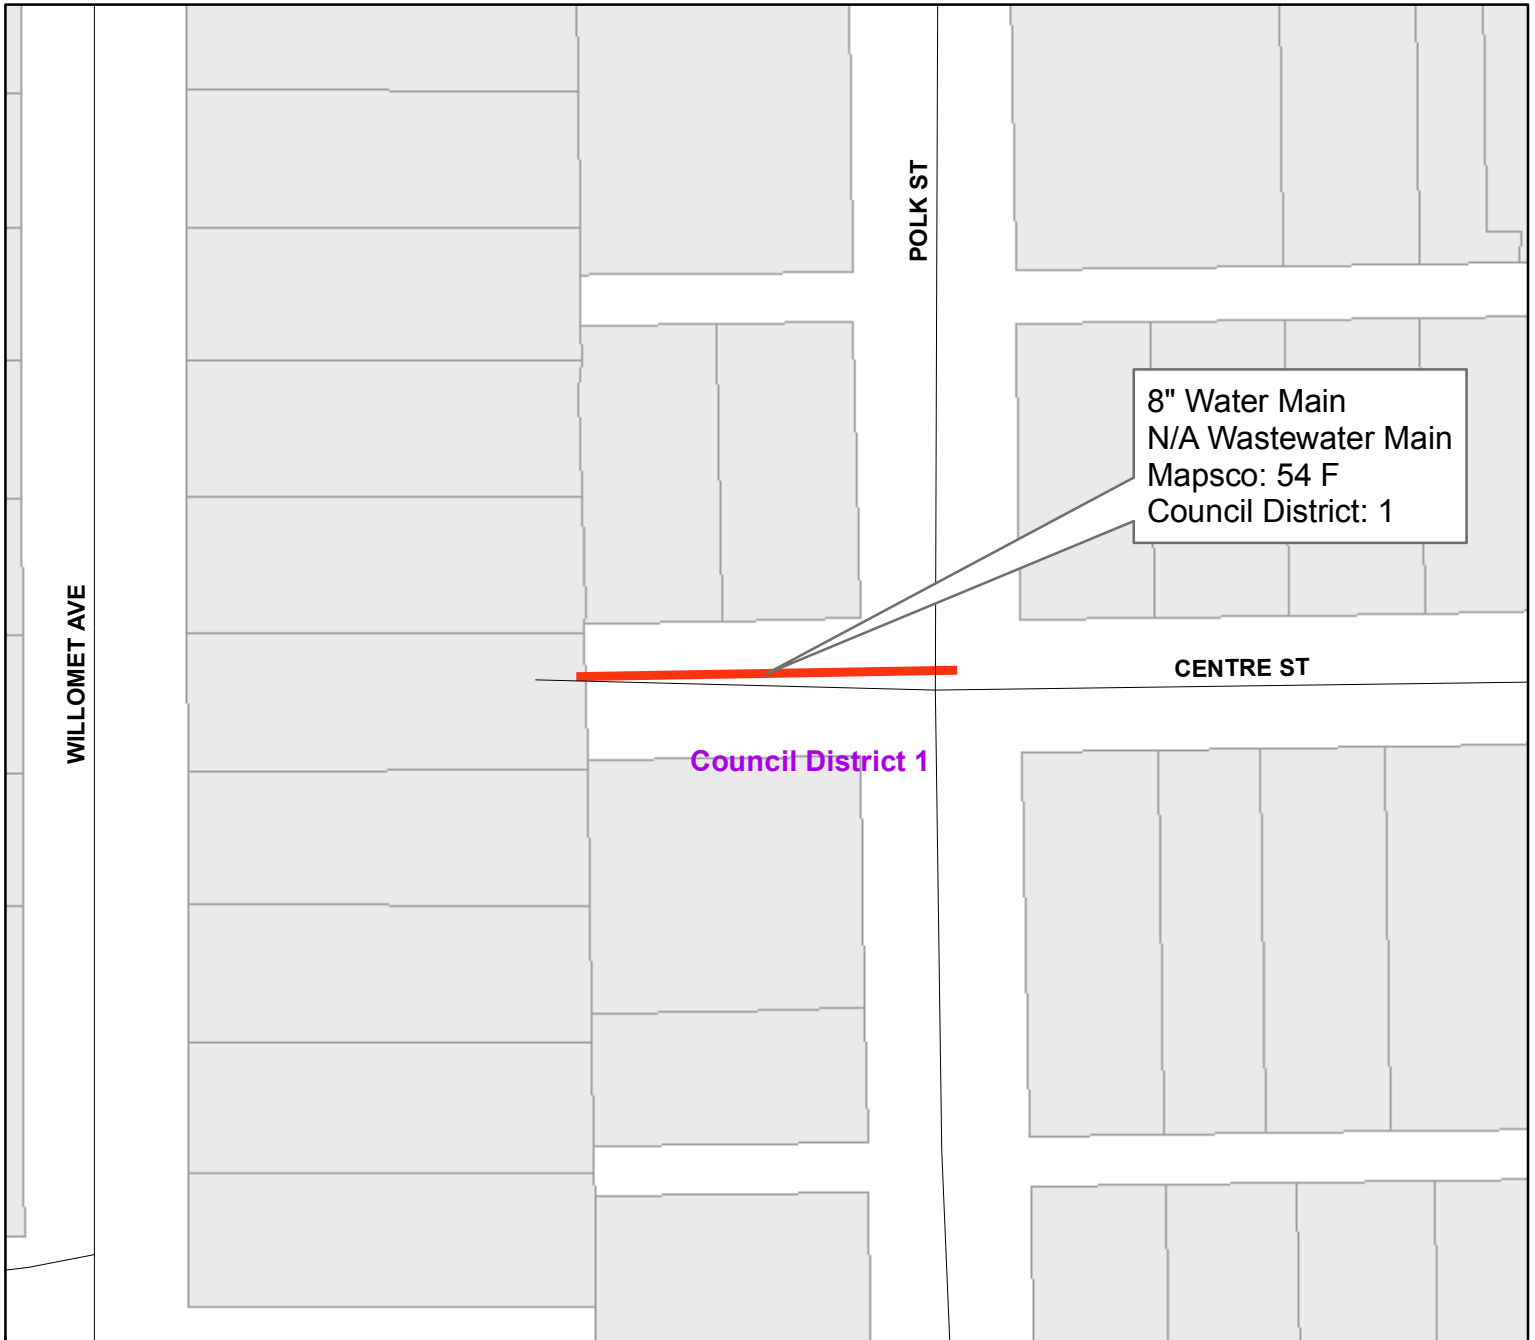 POLK ST
8" Water Main
N/A Wastewater Main
Mapsco: 54 F
Council District: 1
WILLOMET AVE
CENTRE ST
Council District 1